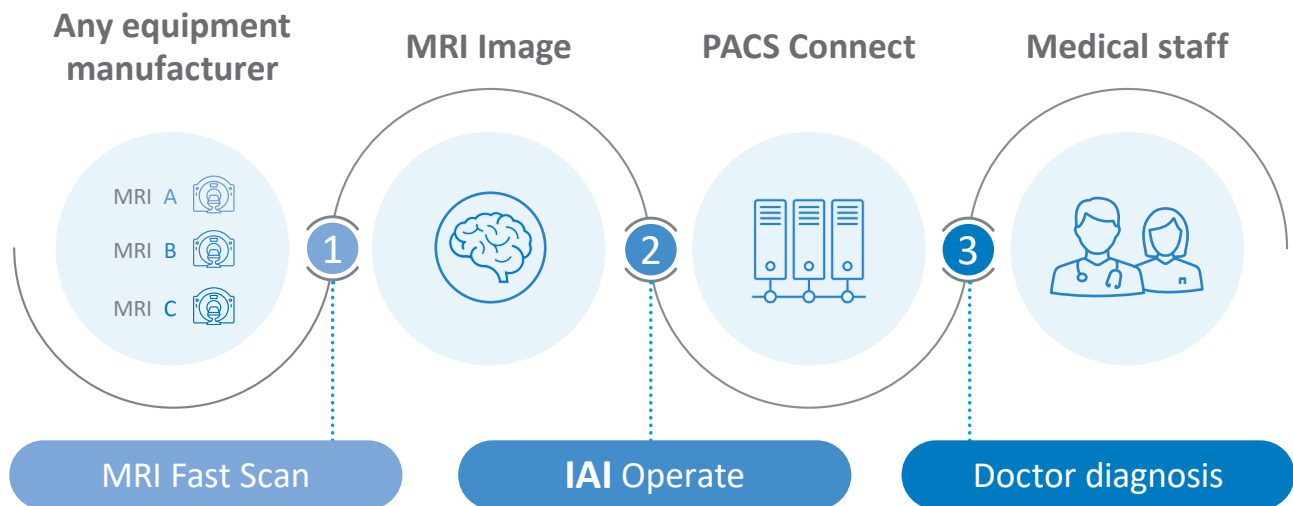 Any equipment
manufacturer
MRI Image
PACS Connect
Medical staff
MRI A
MRI B
MRI C
1
2
3
MRI Fast Scan
IAI Operate
Doctor diagnosis